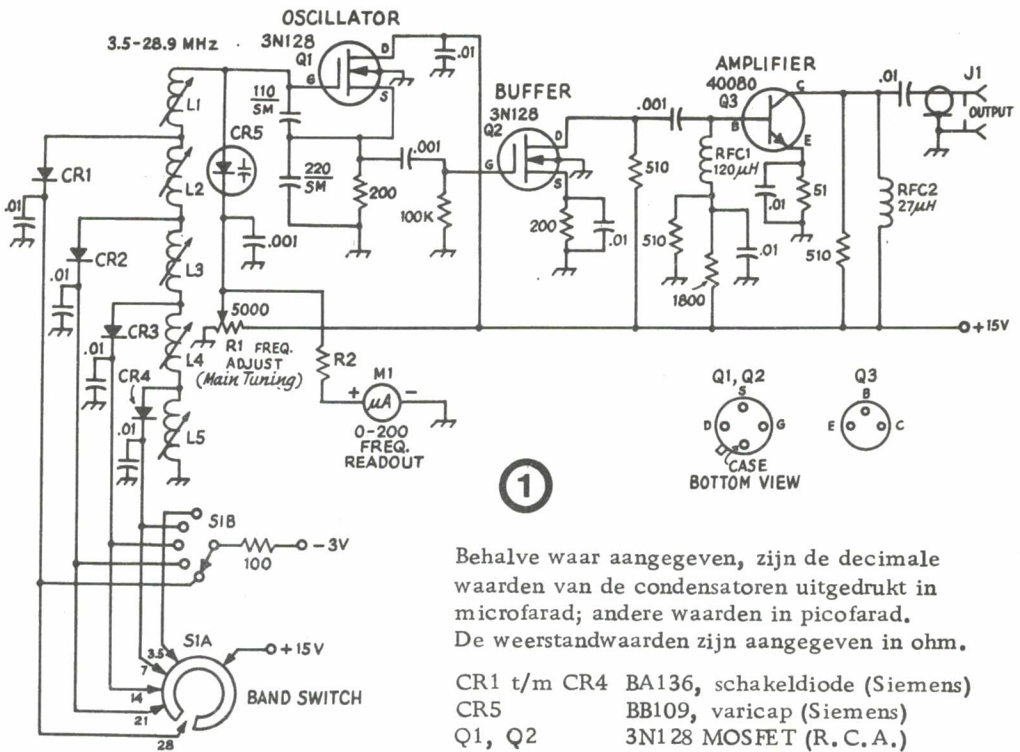 OSCILLATOR
3.5-28.9 MHz
3N128
Q1
D
G
S
.01
L1
110
SM
CR5
220
SM
200
.001
100K
CR1
.01
L2
CR2
.01
L3
.001
CR3
.01
L4
CR4
.01
L5
5000
R1 FREQ.
ADJUST
(Main Tuning)
R2
M1
+
µA
-
0-200
FREQ.
READOUT
BUFFER
3N128
Q2
D
G
S
200
.01
510
.001
AMPLIFIER
40080
Q3
C
B
E
RFC1
120µH
510
.01
1800
.01
51
510
.01
J1
OUTPUT
RFC2
27µH
+15V
Q1, Q2
S
D
G
CASE
BOTTOM VIEW
Q3
B
E
C
1
S1B
100
-3V
S1A
+15V
3.5
7
14
21
28
BAND SWITCH
Behalve waar aangegeven, zijn de decimale
waarden van de condensatoren uitgedrukt in
microfarad; andere waarden in picofarad.
De weerstandwaarden zijn aangegeven in ohm.
CR1 t/m CR4 BA136, schakeldiode (Siemens)
CR5 BB109, varicap (Siemens)
Q1, Q2 3N128 MOSFET (R.C.A.)